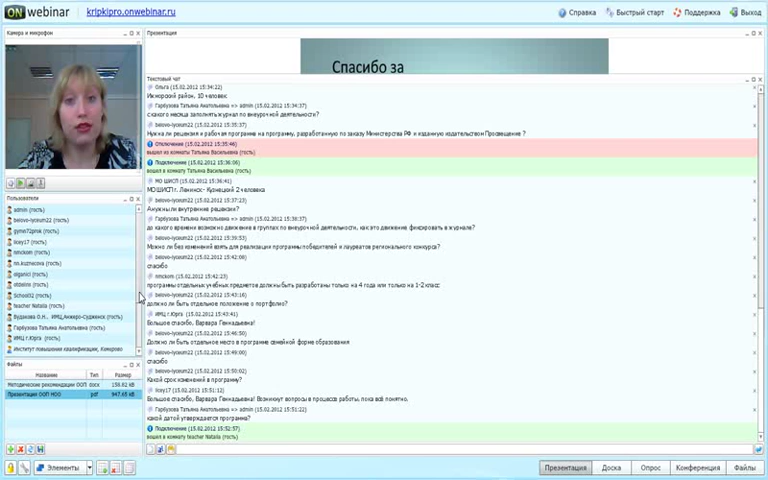 ON webinar
kripkipro.onwebinar.ru
Справка
Быстрый старт
Поддержка
Выход
Камера и микрофон
Презентация
Спасибо за
Текстовый чат
Ольга (15.02.2012 15:34:22)
Ижморский район, 10 человек
Гарбузова Татьяна Анатольевна => admin (15.02.2012 15:34:37)
с какого месяца заполнять журнал по внеурочной деятельности?
belovo-lyceum22 (15.02.2012 15:35:37)
Нужна ли рецензия и рабочая программа на программу, разработанную по заказу Министерства РФ и изданную издательством Просвещение ?
Отключение (15.02.2012 15:35:46)
вышел из комнаты Татьяна Васильевна (гость)
Подключение (15.02.2012 15:36:06)
вошел в комнату Татьяна Васильевна (гость)
МО ШИСП (15.02.2012 15:36:41)
МО ШИСП г. Ленинск- Кузнецкий 2 человека
belovo-lyceum22 (15.02.2012 15:37:23)
А нужны ли внутренние рецензии?
Гарбузова Татьяна Анатольевна => admin (15.02.2012 15:38:37)
до какого времени возможно движение в группах по внеурочной деятельности, как это движение фиксировать в журнале?
belovo-lyceum22 (15.02.2012 15:39:53)
Можно ли без изменений взять для реализации программы победителей и лауреатов регионального конкурса?
belovo-lyceum22 (15.02.2012 15:42:08)
спасибо
nmckom (15.02.2012 15:42:23)
программы отдельных учебных предметов должны быть разработаны только на 4 года или только на 1-2 класс
belovo-lyceum22 (15.02.2012 15:43:16)
должно ли быть отдельное положение о портфолио?
ИМЦ г.Юрга (15.02.2012 15:43:41)
Большое спасибо, Варвара Геннадьевна!
belovo-lyceum22 (15.02.2012 15:46:50)
Должно ли быть отдельное место в программе семейной форме образования
belovo-lyceum22 (15.02.2012 15:49:00)
спасибо
belovo-lyceum22 (15.02.2012 15:50:02)
Какой срок изменений в программу?
licey17 (15.02.2012 15:51:12)
Большое спасибо, Варвара Геннадьевна! Возникнут вопросы в процессе работы, пока всё понятно,
Гарбузова Татьяна Анатольевна => admin (15.02.2012 15:51:22)
какой датой утверждается программа?
Подключение (15.02.2012 15:52:57)
вошел в комнату teacher Natalia (гость)
Пользователи
admin (гость)
belovo-lyceum22 (гость)
gymn72prok (гость)
licey17 (гость)
nmckom (гость)
nn.kuznecova (гость)
olganici (гость)
School32 (гость)
teacher Natalia (гость)
Гарбузова Татьяна Анатольевна (гость)
ИМЦ г.Юрга (гость)
Институт повышения квалификации, Кемерово
Файлы
Название Тип Размер
Методические рекомендации ООП docx 158.62 kB
Презентация ООП НОО pdf 947.65 kB
Элементы
Презентация
Доска
Опрос
Конференция
Файлы